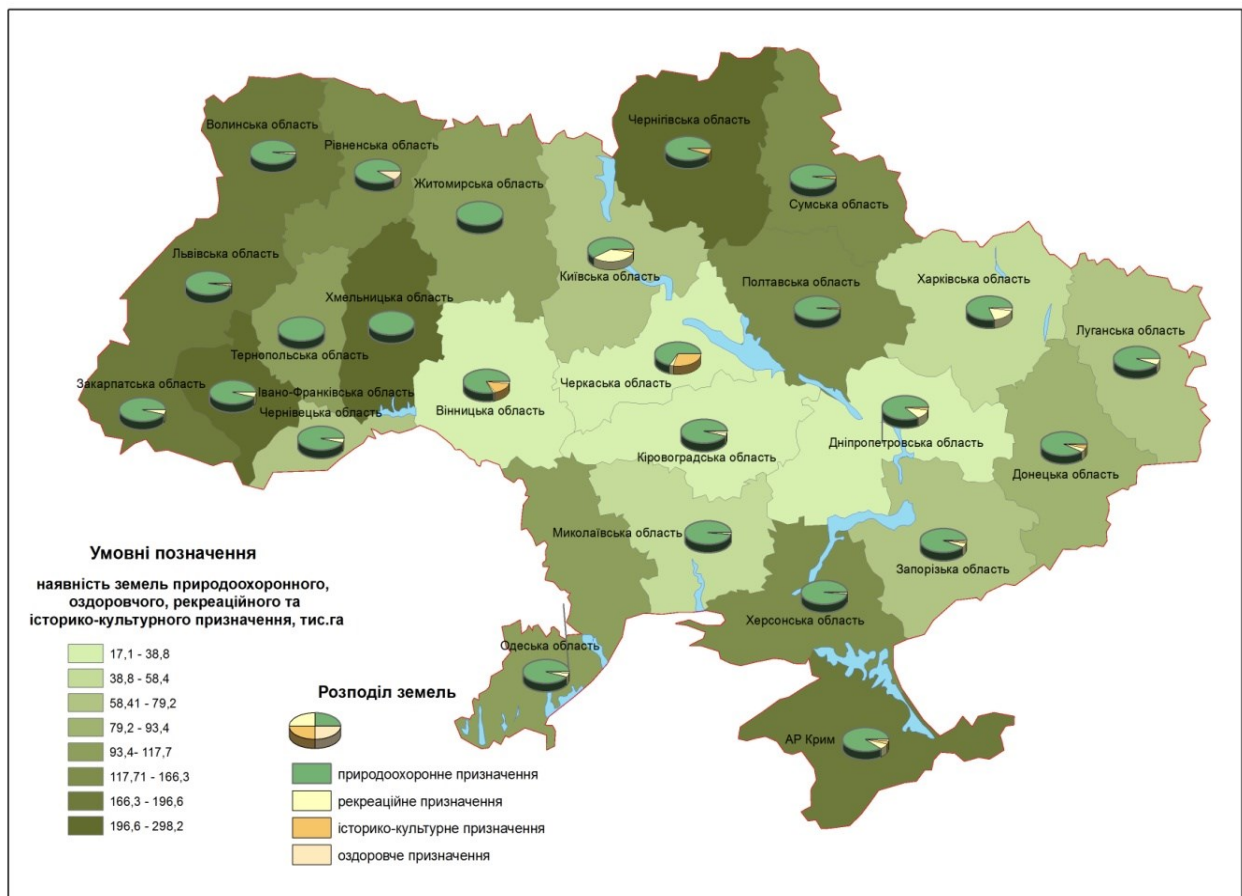 Волинська область
Рівненська область
Житомирська область
Чернігівська область
Сумська область
Київська область
Львівська область
Хмельницька область
Тернопольська область
Полтавська область
Харківська область
Луганська область
Закарпатська область
Івано-Франківська область
Чернівецька область
Вінницька область
Черкаська область
Кіровоградська область
Дніпропетровська область
Донецька область
Миколаївська область
Запорізька область
Херсонська область
Одеська область
АР Крим
Умовні позначення
наявність земель природоохоронного,
оздоровчого, рекреаційного та
історико-культурного призначення, тис.га
17,1 - 38,8
38,8 - 58,4
58,41 - 79,2
79,2 - 93,4
93,4- 117,7
117,71 - 166,3
166,3 - 196,6
196,6 - 298,2
Розподіл земель
природоохоронне призначення
рекреаційне призначення
історико-культурне призначення
оздоровче призначення